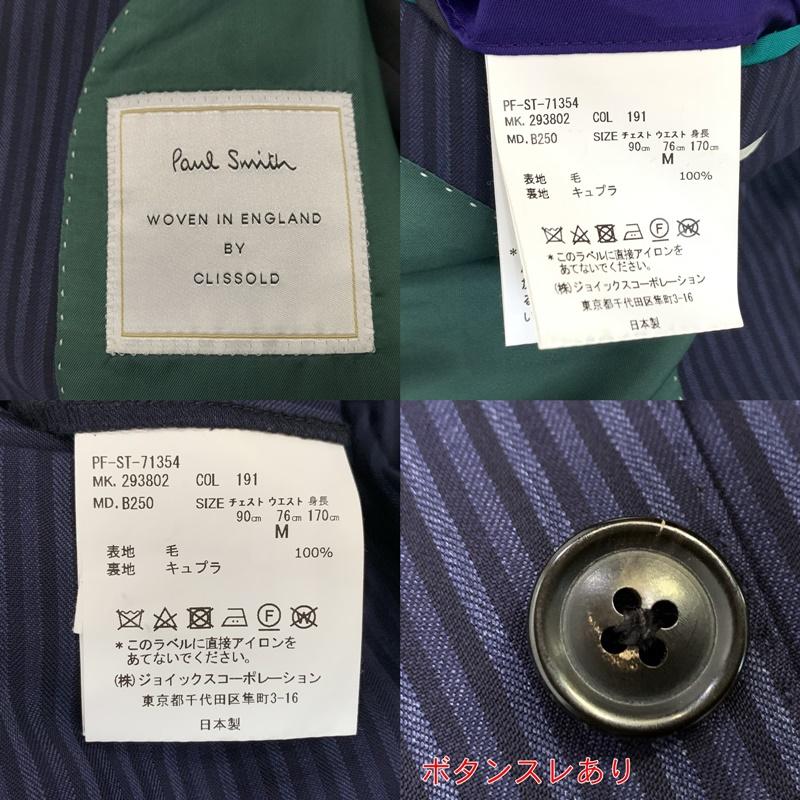 Paul Smith
WOVEN IN ENGLAND
BY
CLISSOLD
PF-ST-71354
MK. 293802 COL 191
MD. B250 SIZE チェスト ウエスト 身長
90cm 76cm 170cm
M
表地 毛 100%
裏地 キュプラ
*このラベルに直接アイロンを
あてないでください。
(株)ジョイックスコーポレーション
東京都千代田区隼町3-16
日本製
PF-ST-71354
MK. 293802 COL 191
MD. B250 SIZE チェスト ウエスト 身長
90cm 76cm 170cm
M
表地 毛 100%
裏地 キュプラ
*このラベルに直接アイロンを
あてないでください。
(株)ジョイックスコーポレーション
東京都千代田区隼町3-16
日本製
ボタンスレあり